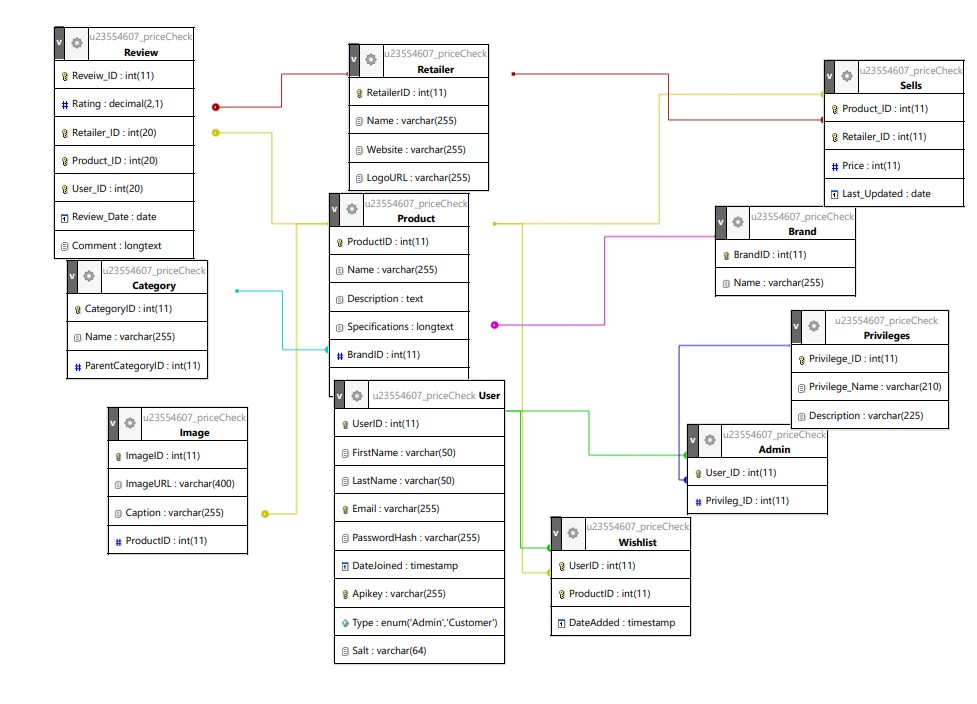 v u23554607_priceCheck
Review
Reveiw_ID : int(11)
# Rating : decimal(2,1)
Retailer_ID : int(20)
Product_ID : int(20)
User_ID : int(20)
Review_Date : date
Comment : longtext
v u23554607_priceCheck
Retailer
RetailerID : int(11)
Name : varchar(255)
Website : varchar(255)
LogoURL : varchar(255)
v u23554607_priceCheck
Sells
Product_ID : int(11)
Retailer_ID : int(11)
# Price : int(11)
Last_Updated : date
v u23554607_priceCheck
Product
ProductID : int(11)
Name : varchar(255)
Description : text
Specifications : longtext
# BrandID : int(11)
v u23554607_priceCheck
Brand
BrandID : int(11)
Name : varchar(255)
v u23554607_priceCheck
Category
CategoryID : int(11)
Name : varchar(255)
# ParentCategoryID : int(11)
v u23554607_priceCheck
Privileges
Privilege_ID : int(11)
Privilege_Name : varchar(210)
Description : varchar(225)
v u23554607_priceCheck User
UserID : int(11)
FirstName : varchar(50)
LastName : varchar(50)
Email : varchar(255)
PasswordHash : varchar(255)
DateJoined : timestamp
Apikey : varchar(255)
Type : enum('Admin','Customer')
Salt : varchar(64)
v u23554607_priceCheck
Image
ImageID : int(11)
ImageURL : varchar(400)
Caption : varchar(255)
# ProductID : int(11)
v u23554607_priceCheck
Admin
User_ID : int(11)
# Privileg_ID : int(11)
v u23554607_priceCheck
Wishlist
UserID : int(11)
ProductID : int(11)
DateAdded : timestamp